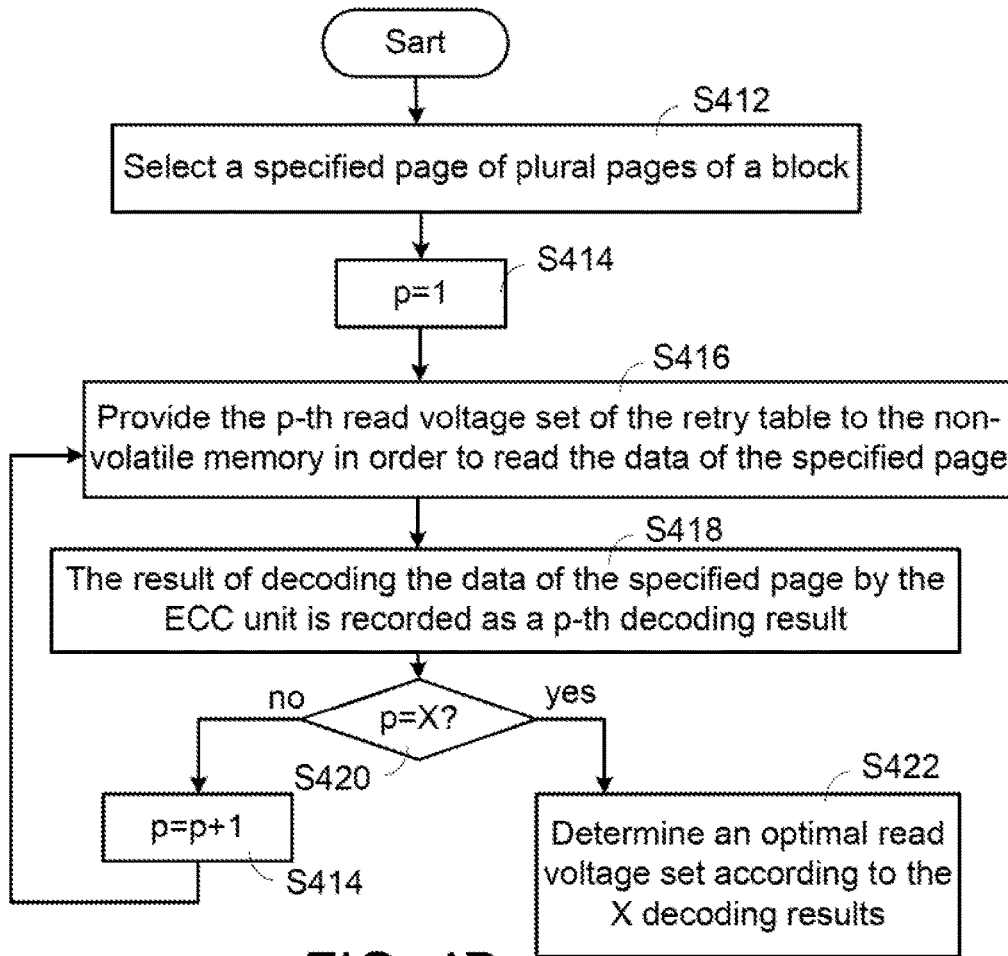 Sart
S412
Select a specified page of plural pages of a block
S414
p=1
S416
Provide the p-th read voltage set of the retry table to the non-
volatile memory in order to read the data of the specified page
S418
The result of decoding the data of the specified page by the
ECC unit is recorded as a p-th decoding result
no
yes
p=X?
S420
p=p+1
S414
S422
Determine an optimal read
voltage set according to the
X decoding results